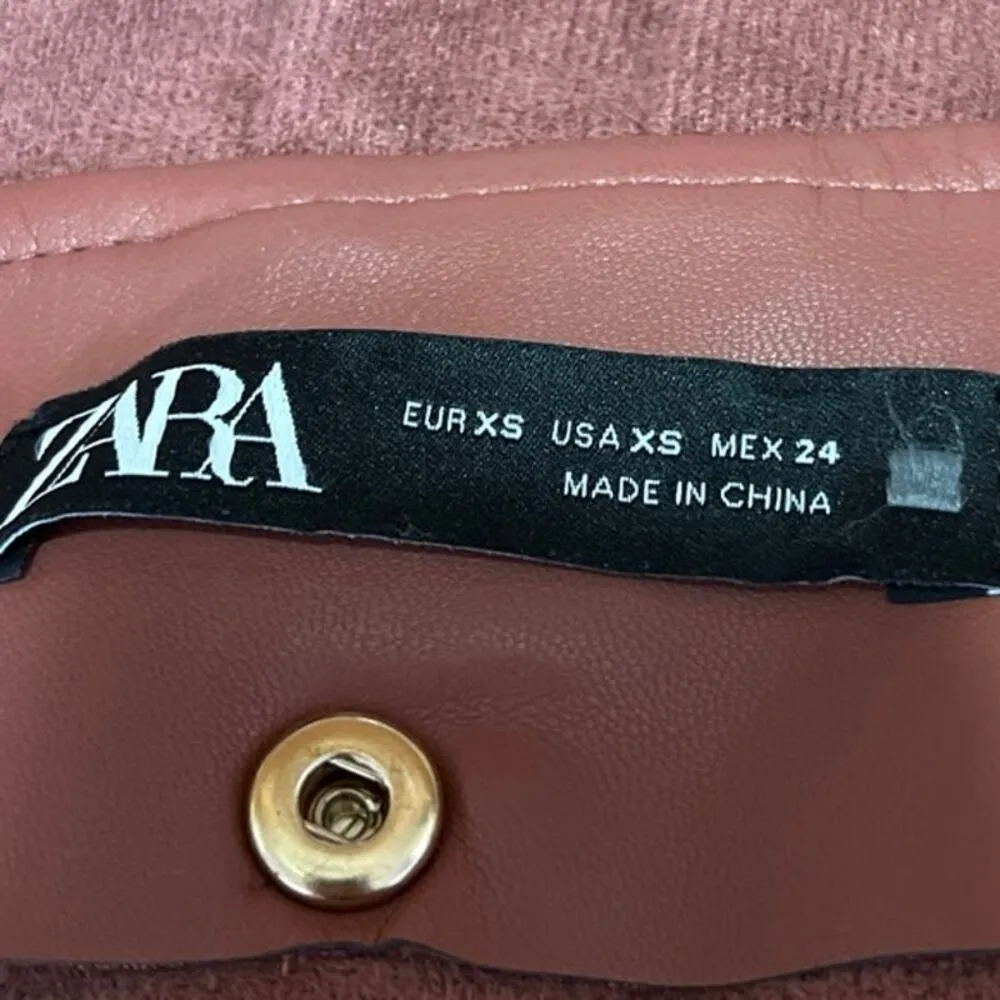 ZARA
EUR XS USA XS MEX 24
MADE IN CHINA